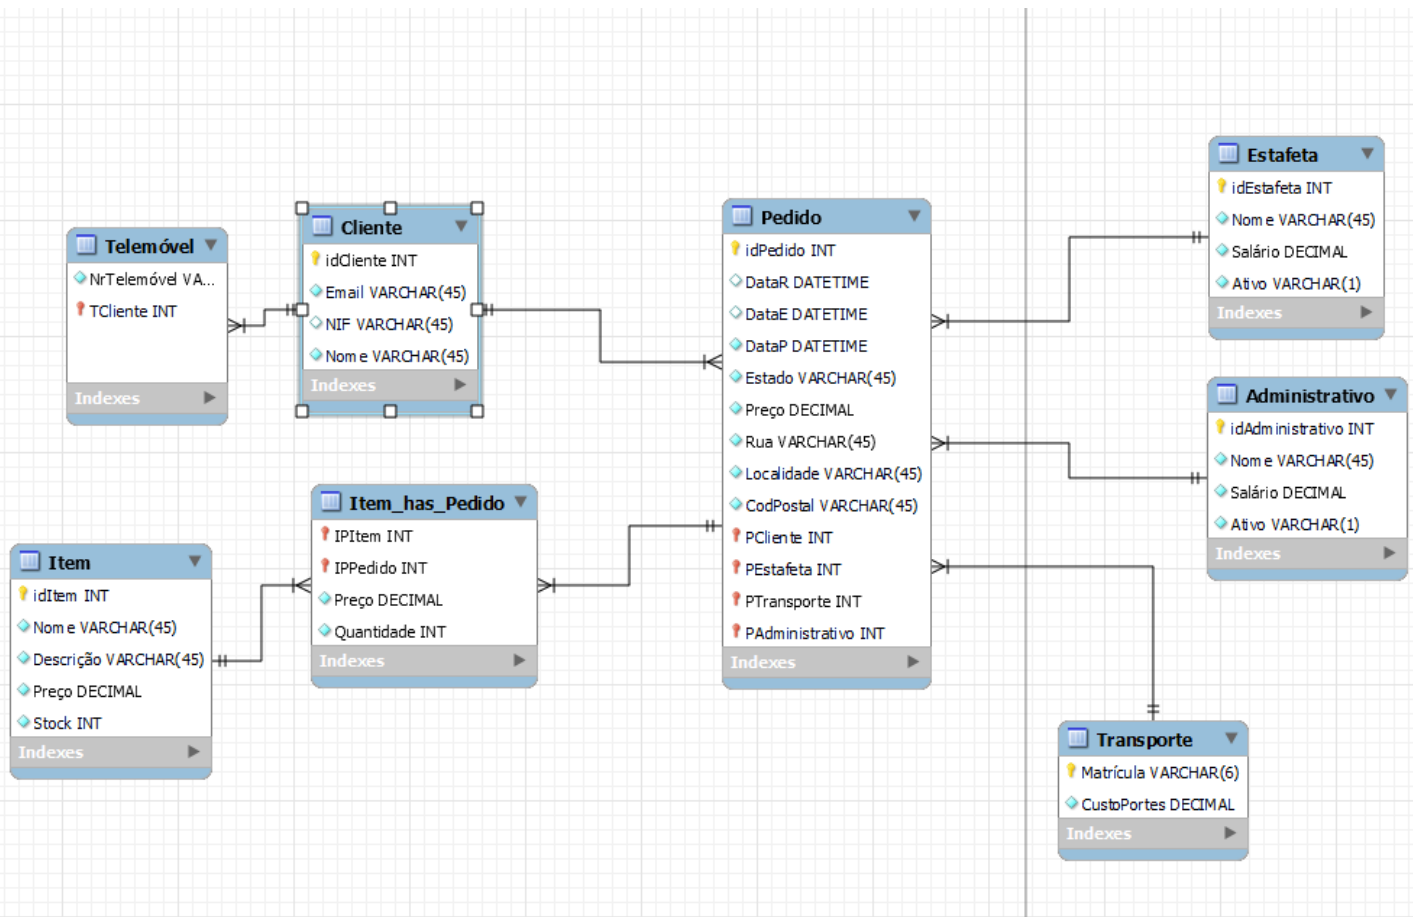 Telemóvel
NrTelemóvel VA...
TCliente INT
Indexes
Cliente
idCliente INT
Email VARCHAR(45)
NIF VARCHAR(45)
Nome VARCHAR(45)
Indexes
Item
idItem INT
Nome VARCHAR(45)
Descrição VARCHAR(45)
Preço DECIMAL
Stock INT
Indexes
Item_has_Pedido
IPItem INT
IPPedido INT
Preço DECIMAL
Quantidade INT
Indexes
Pedido
idPedido INT
DataR DATETIME
DataE DATETIME
DataP DATETIME
Estado VARCHAR(45)
Preço DECIMAL
Rua VARCHAR(45)
Localidade VARCHAR(45)
CodPostal VARCHAR(45)
PCliente INT
PEstafeta INT
PTransporte INT
PAdministrativo INT
Indexes
Estafeta
idEstafeta INT
Nome VARCHAR(45)
Salário DECIMAL
Ativo VARCHAR(1)
Indexes
Administrativo
idAdministrativo INT
Nome VARCHAR(45)
Salário DECIMAL
Ativo VARCHAR(1)
Indexes
Transporte
Matrícula VARCHAR(6)
CustoPortes DECIMAL
Indexes